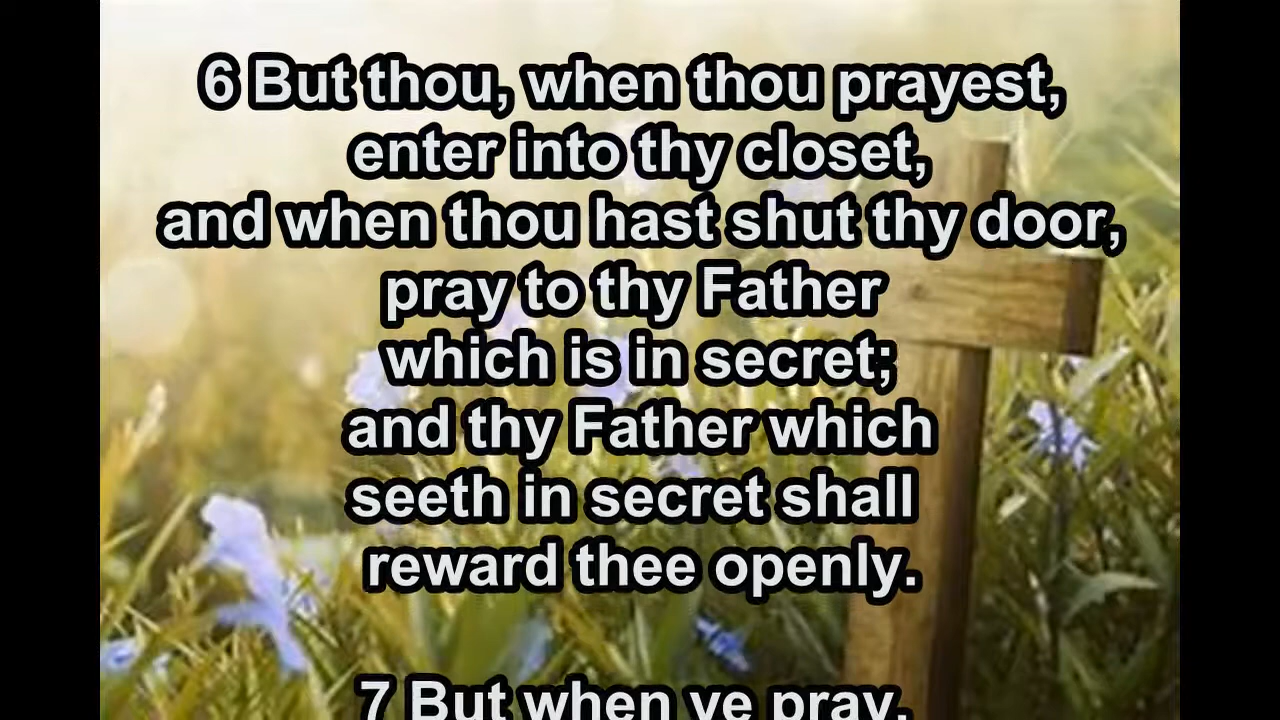 6 But thou, when thou prayest,
enter into thy closet,
and when thou hast shut thy door,
pray to thy Father
which is in secret;
and thy Father which
seeth in secret shall
reward thee openly.
7 But when ye pray,